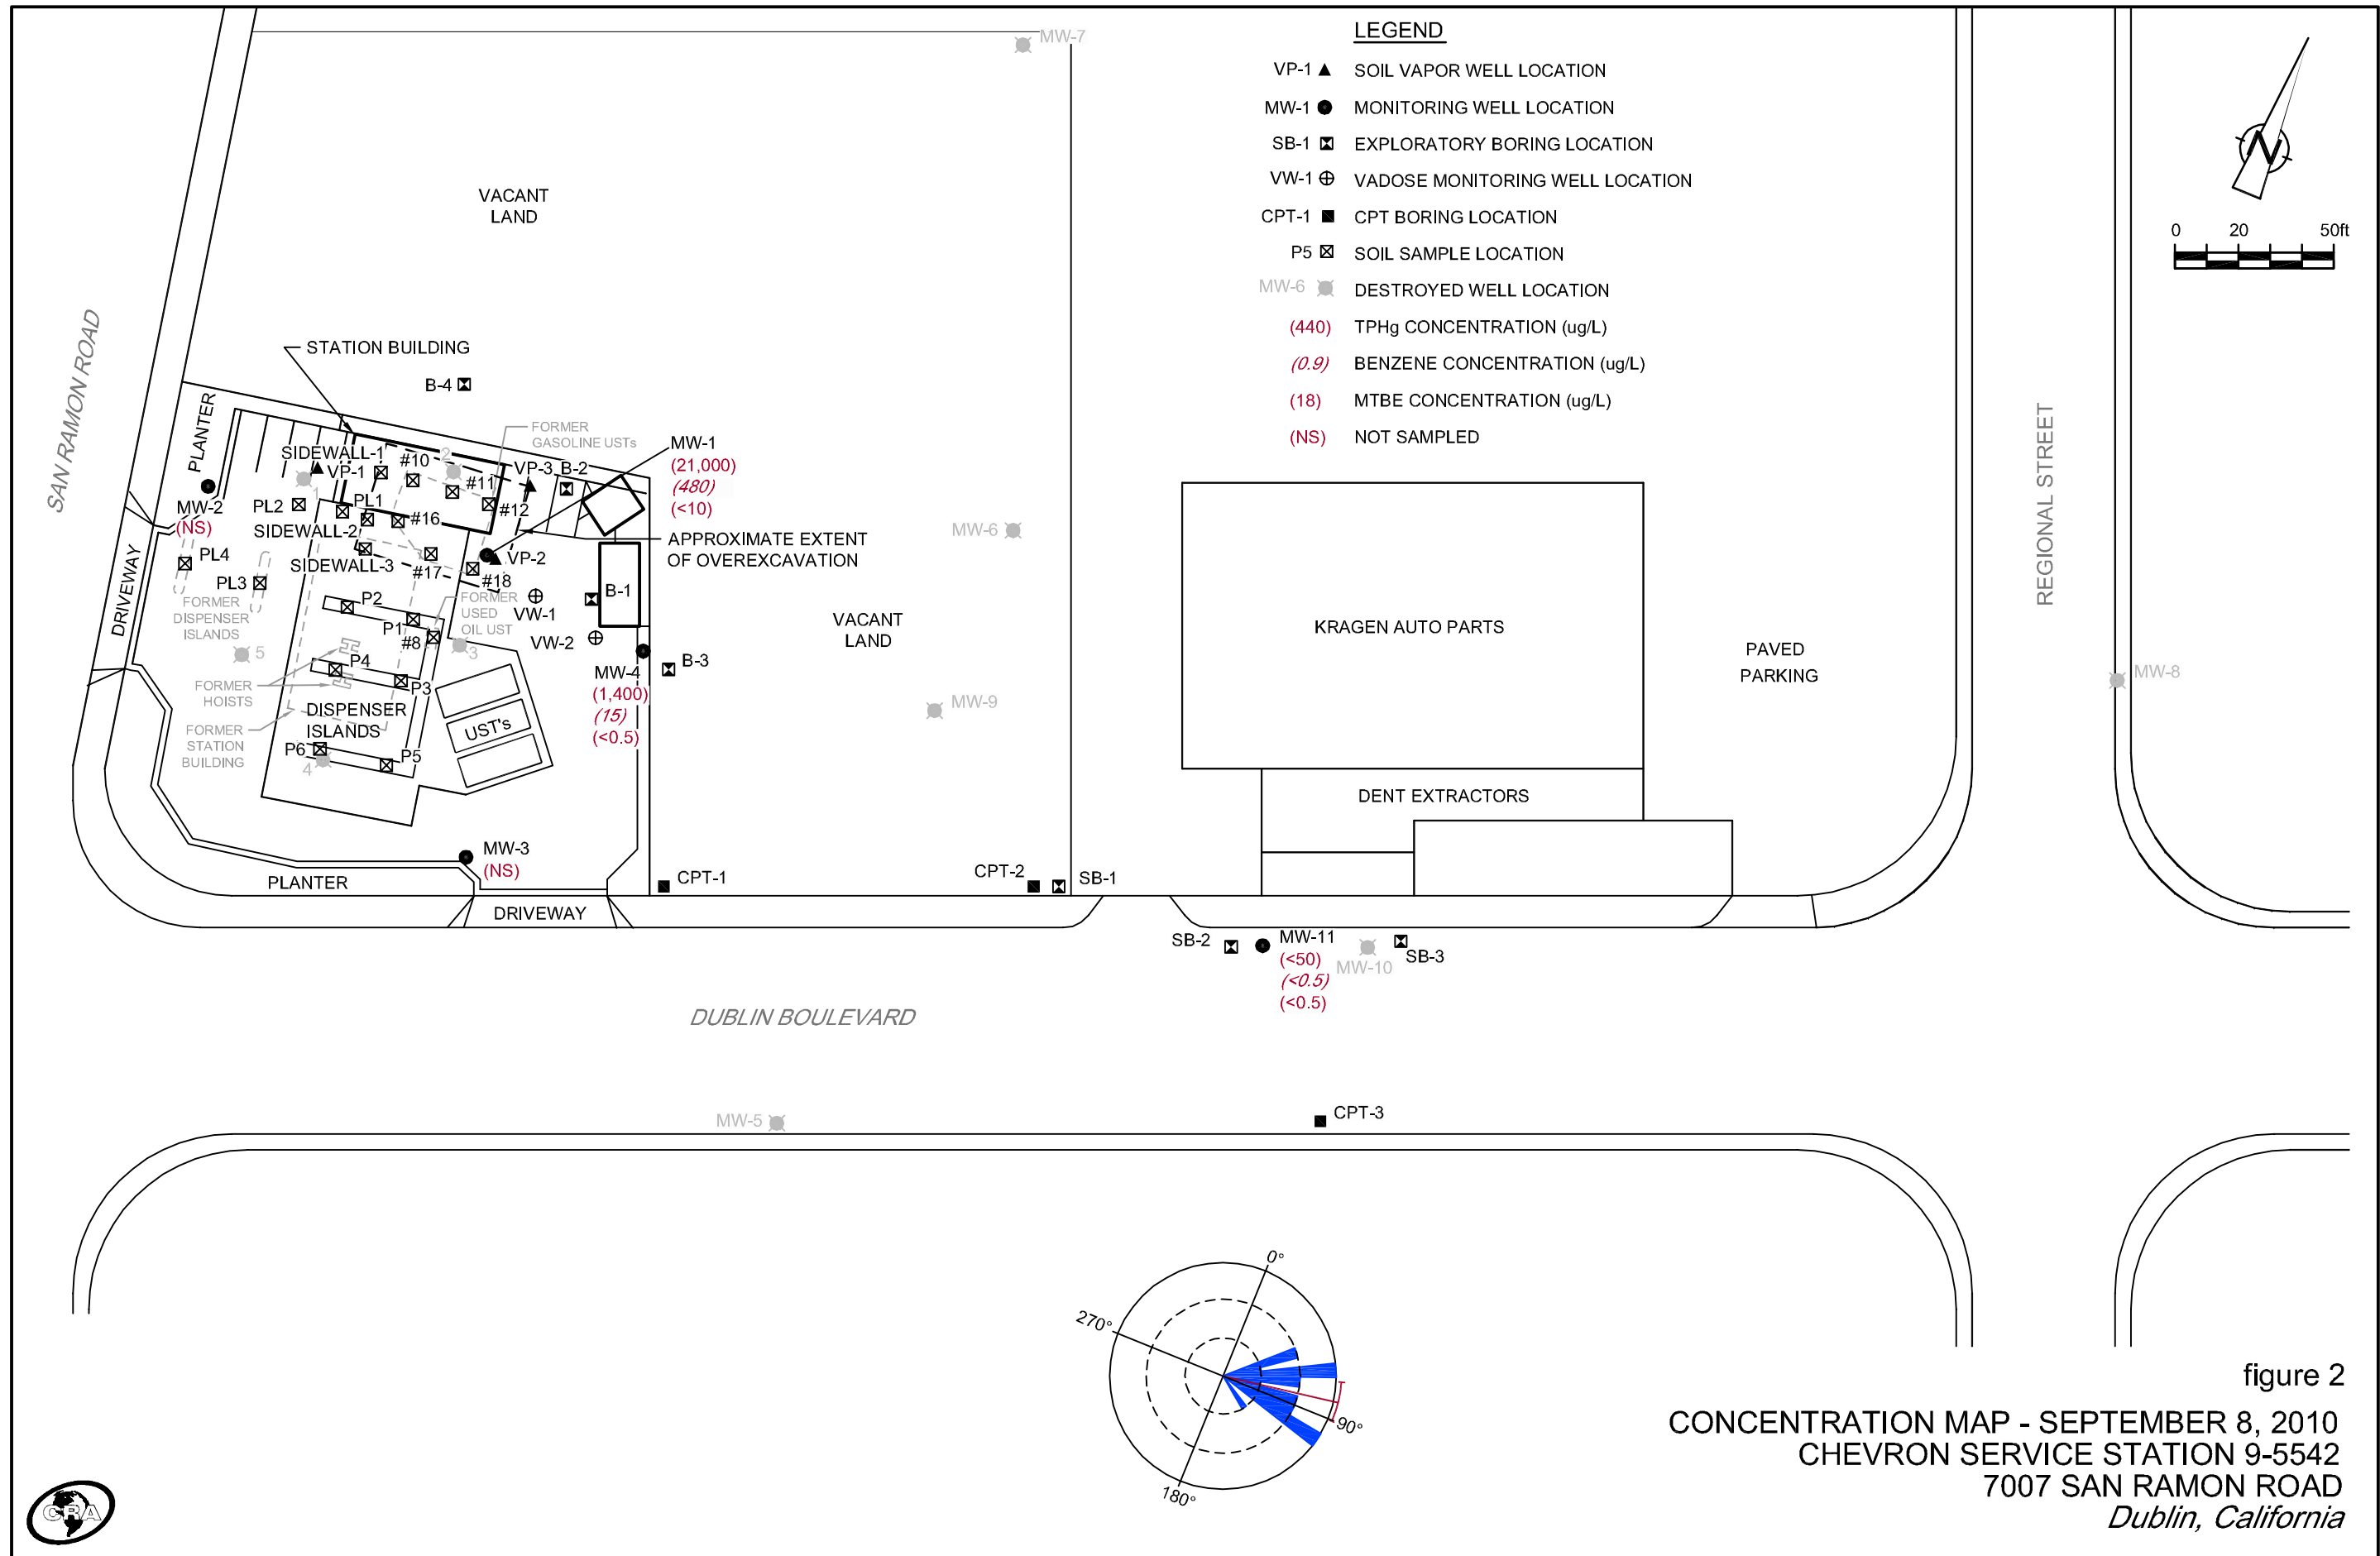 LEGEND
VP-1 SOIL VAPOR WELL LOCATION
MW-1 MONITORING WELL LOCATION
SB-1 EXPLORATORY BORING LOCATION
VW-1 VADOSE MONITORING WELL LOCATION
CPT-1 CPT BORING LOCATION
P5 SOIL SAMPLE LOCATION
MW-6 DESTROYED WELL LOCATION
(440) TPHg CONCENTRATION (ug/L)
(0.9) BENZENE CONCENTRATION (ug/L)
(18) MTBE CONCENTRATION (ug/L)
(NS) NOT SAMPLED
N
0 20 50ft
MW-7
VACANT
LAND
SAN RAMON ROAD
STATION BUILDING
B-4
PLANTER
FORMER
GASOLINE USTs
MW-1
(21,000)
(480)
(<10)
SIDEWALL-1
VP-1
#10
2
#11
VP-3
B-2
#12
1
MW-2
(NS)
PL2
PL1
#16
SIDEWALL-2
SIDEWALL-3
#17
#18
VP-2
APPROXIMATE EXTENT
OF OVEREXCAVATION
MW-6
PL4
PL3
DRIVEWAY
FORMER
DISPENSER
ISLANDS
P2
P1
#8
FORMER
USED
OIL UST
VW-1
B-1
VW-2
3
5
VACANT
LAND
P4
P3
FORMER
HOISTS
MW-4
(1,400)
(15)
(<0.5)
B-3
MW-9
DISPENSER
ISLANDS
UST's
FORMER
STATION
BUILDING
P6
4
P5
KRAGEN AUTO PARTS
PAVED
PARKING
REGIONAL STREET
MW-8
DENT EXTRACTORS
MW-3
(NS)
PLANTER
DRIVEWAY
CPT-1
CPT-2
SB-1
SB-2
MW-11
(<50)
(<0.5)
(<0.5)
MW-10
SB-3
DUBLIN BOULEVARD
MW-5
CPT-3
0°
270°
90°
180°
figure 2
CONCENTRATION MAP - SEPTEMBER 8, 2010
CHEVRON SERVICE STATION 9-5542
7007 SAN RAMON ROAD
Dublin, California
CRA